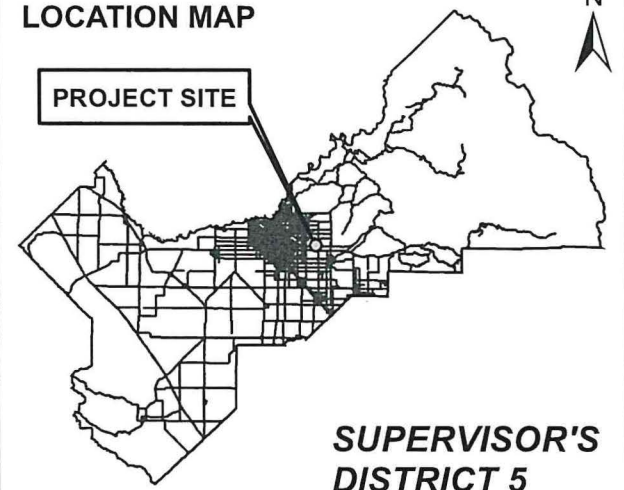 LOCATION MAP
N
PROJECT SITE
SUPERVISOR'S
DISTRICT 5